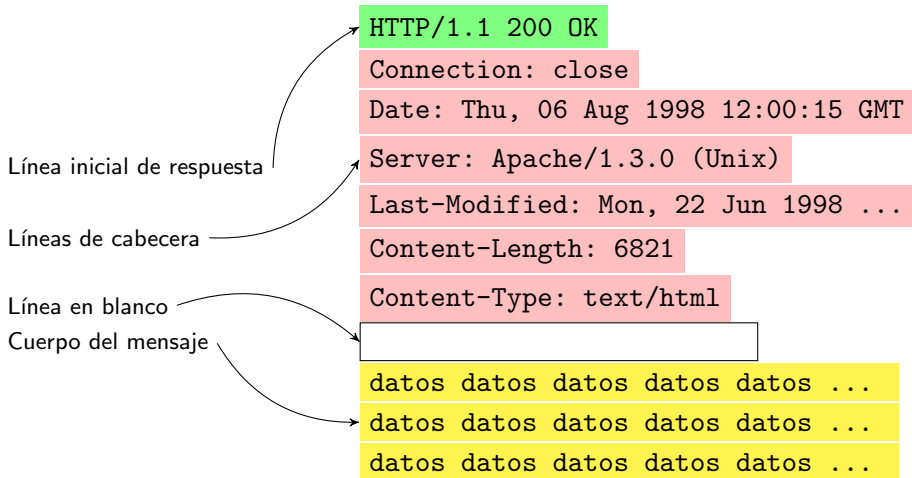 HTTP/1.1 200 OK
Connection: close
Date: Thu, 06 Aug 1998 12:00:15 GMT
Línea inicial de respuesta
Server: Apache/1.3.0 (Unix)
Last-Modified: Mon, 22 Jun 1998 ...
Líneas de cabecera
Content-Length: 6821
Content-Type: text/html
Línea en blanco
Cuerpo del mensaje
datos datos datos datos datos ...
datos datos datos datos datos ...
datos datos datos datos datos ...